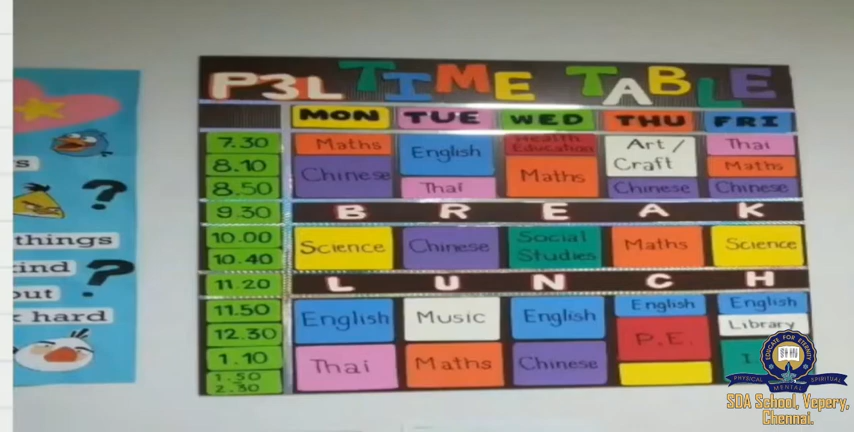 P3L TIME TABLE
MON TUE WED THU FRI
7.30 Maths English Health Education Art / Craft Thai
8.10 Chinese Maths Maths
8.50 Thai Chinese Chinese
9.30 B R E A K
10.00 Science Chinese Social Studies Maths Science
10.40
11.20 L U N C H
11.50 English Music English English English
12.30 P.E. Library
1.10 Thai Maths Chinese
1.50
2.30
s
?
things
ind
?
out
hard
EDUCATE FOR ETERNITY
PHYSICAL MENTAL SPIRITUAL
SDA School, Vepery,
Chennai.